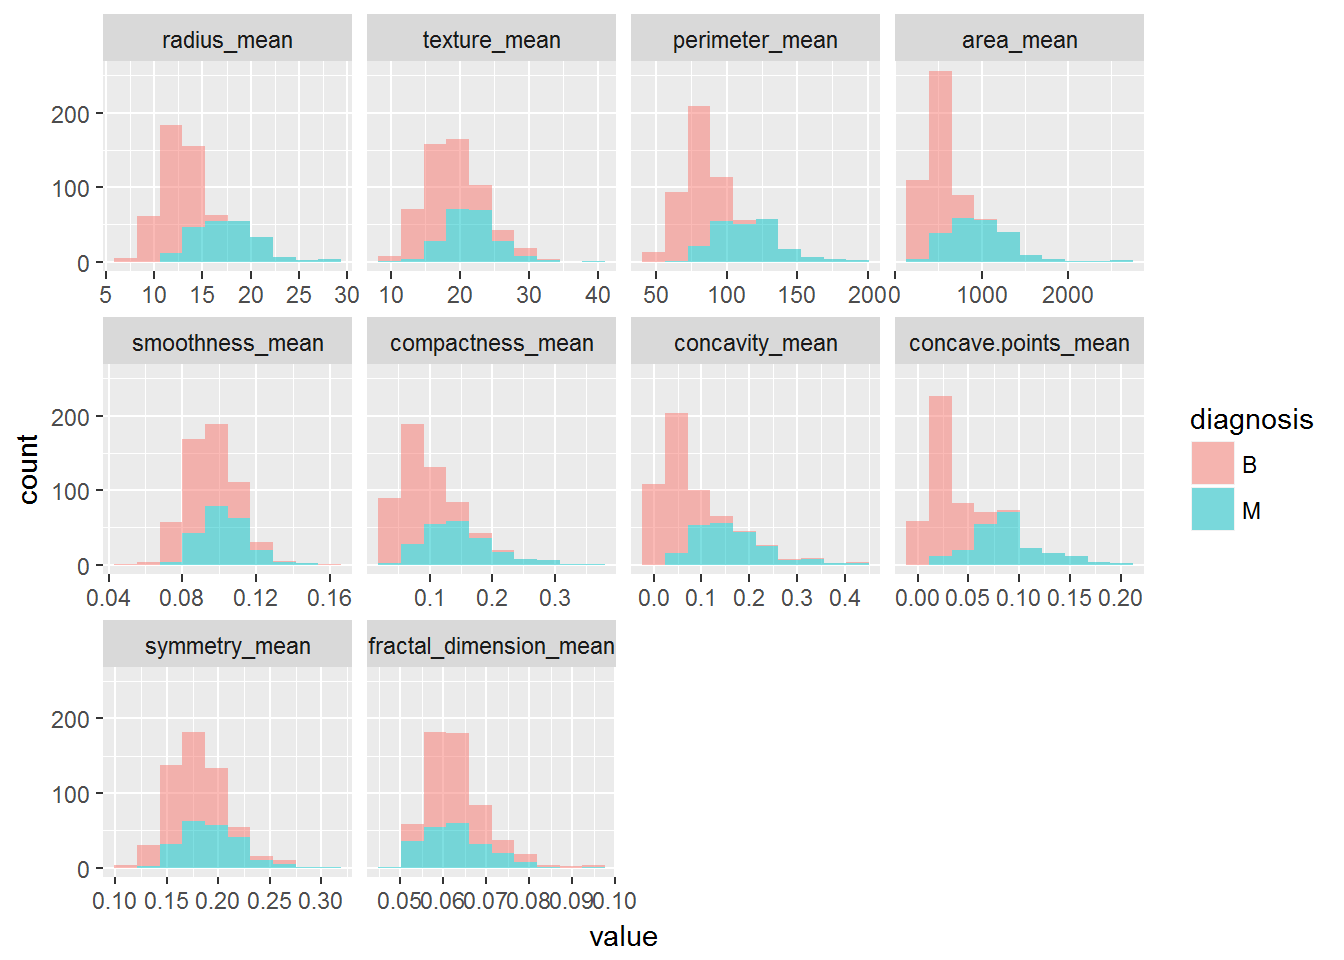 radius_mean texture_mean perimeter_mean area_mean
200
100
0
5 10 15 20 25 30 10 20 30 40 50 100 150 200 0 1000 2000
smoothness_mean compactness_mean concavity_mean concave.points_mean
200
100
0
0.04 0.08 0.12 0.16 0.1 0.2 0.3 0.0 0.1 0.2 0.3 0.4 0.00 0.05 0.10 0.15 0.20
symmetry_mean fractal_dimension_mean
200
100
0
0.10 0.15 0.20 0.25 0.30 0.05 0.06 0.07 0.08 0.09 0.10
value
count
diagnosis
B
M